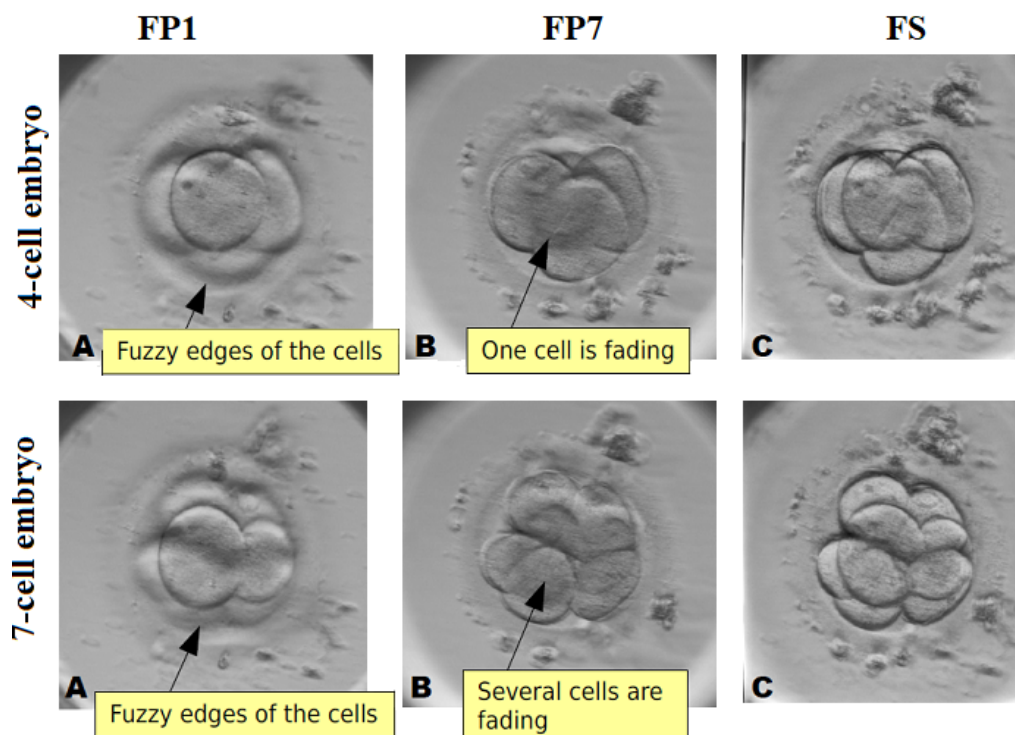 FP1 FP7 FS
4-cell embryo
A Fuzzy edges of the cells B One cell is fading C
7-cell embryo
A Fuzzy edges of the cells B Several cells are
fading C